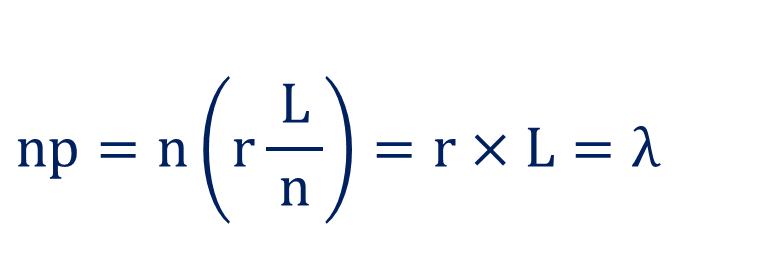 np = n(r L/n) = r × L = λ